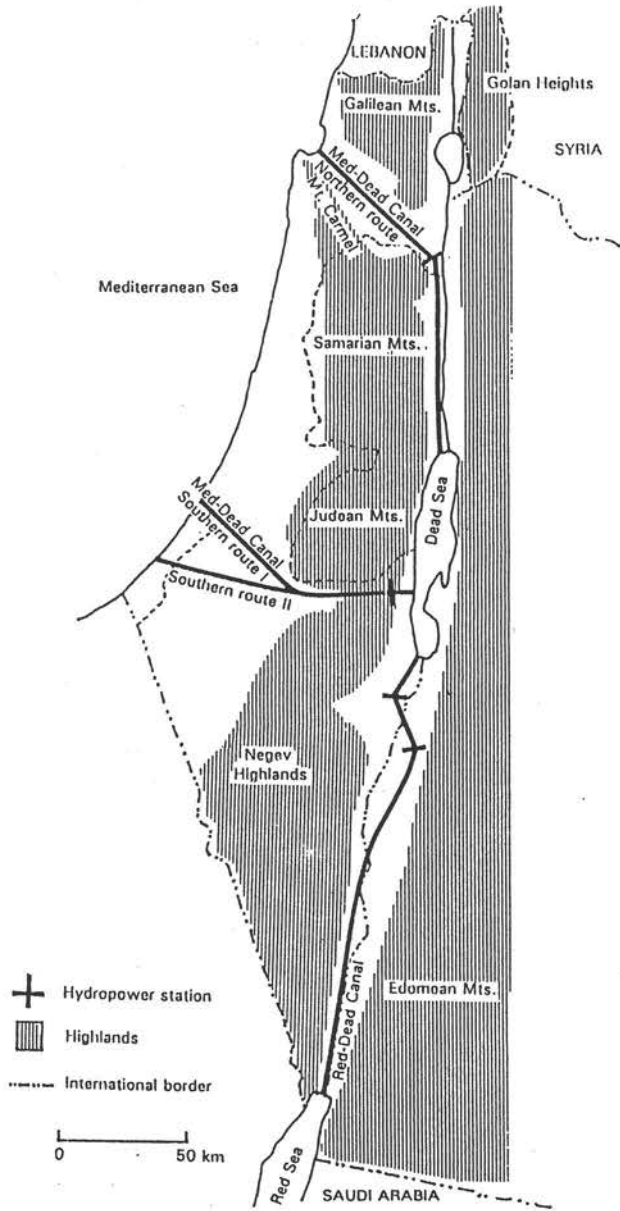 LEBANON
Golan Heights
Galilean Mts.
SYRIA
Med-Dead Canal
Northern route
Mt. Carmel
Mediterranean Sea
Samarian Mts.
Dead Sea
Med-Dead Canal
Southern route I
Judoan Mts.
Southern route II
Negev
Highlands
Edomoan Mts.
Red-Dead Canal
Hydropower station
Highlands
International border
0 50 km
Red Sea
SAUDI ARABIA